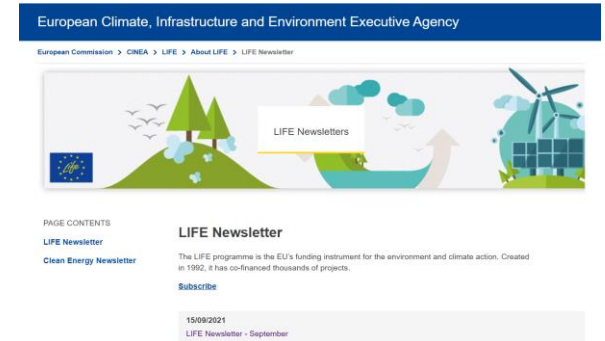 European Climate, Infrastructure and Environment Executive Agency
European Commission > CINEA > LIFE > About LIFE > LIFE Newsletter
LIFE Newsletters
Life
PAGE CONTENTS
LIFE Newsletter
Clean Energy Newsletter
LIFE Newsletter
The LIFE programme is the EU's funding instrument for the environment and climate action. Created
in 1992, it has co-financed thousands of projects.
Subscribe
15/09/2021
LIFE Newsletter - September